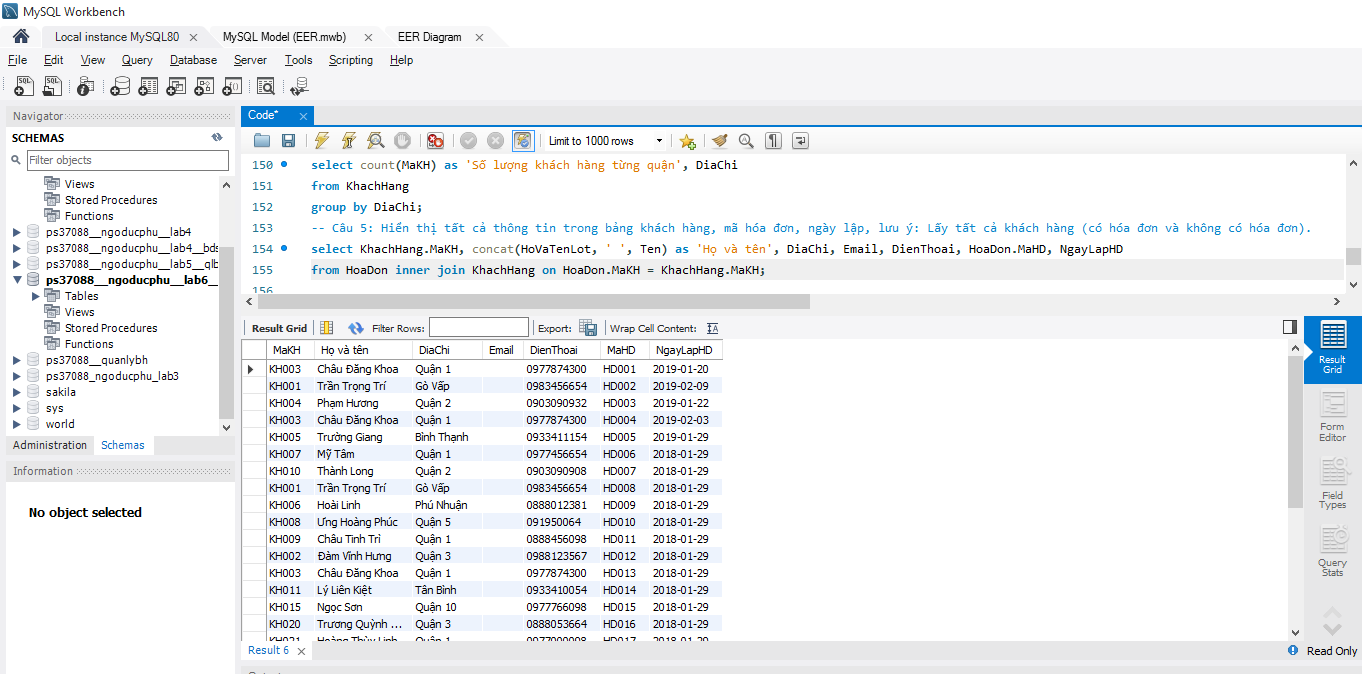 MySQL Workbench
Local instance MySQL80 MySQL Model (EER.mwb) EER Diagram
File Edit View Query Database Server Tools Scripting Help
Navigator
SCHEMAS
Filter objects
Views
Stored Procedures
Functions
ps37088__ngoducphu__lab4
ps37088__ngoducphu__lab4__bds
ps37088__ngoducphu__lab5__qlb
ps37088__ngoducphu__lab6__
Tables
Views
Stored Procedures
Functions
ps37088__quanlybh
ps37088_ngoducphu_lab3
sakila
sys
world
Administration Schemas
Information
No object selected
Code*
Limit to 1000 rows
150 select count(MaKH) as 'Số lượng khách hàng từng quận', DiaChi
151 from KhachHang
152 group by DiaChi;
153 -- Câu 5: Hiển thị tất cả thông tin trong bảng khách hàng, mã hóa đơn, ngày lập, lưu ý: Lấy tất cả khách hàng (có hóa đơn và không có hóa đơn).
154 select KhachHang.MaKH, concat(HoVaTenLot, ' ', Ten) as 'Họ và tên', DiaChi, Email, DienThoai, HoaDon.MaHD, NgayLapHD
155 from HoaDon inner join KhachHang on HoaDon.MaKH = KhachHang.MaKH;
156
Result Grid Filter Rows: Export: Wrap Cell Content:
MaKH Họ và tên DiaChi Email DienThoai MaHD NgayLapHD
KH003 Châu Đăng Khoa Quận 1 0977874300 HD001 2019-01-20
KH001 Trần Trọng Trí Gò Vấp 0983456654 HD002 2019-02-09
KH004 Phạm Hương Quận 2 0903090932 HD003 2019-01-22
KH003 Châu Đăng Khoa Quận 1 0977874300 HD004 2019-02-03
KH005 Trường Giang Bình Thạnh 0933411154 HD005 2019-01-29
KH007 Mỹ Tâm Quận 1 0977456654 HD006 2018-01-29
KH010 Thành Long Quận 2 0903090908 HD007 2018-01-29
KH001 Trần Trọng Trí Gò Vấp 0983456654 HD008 2018-01-29
KH006 Hoài Linh Phú Nhuận 0888012381 HD009 2018-01-29
KH008 Ưng Hoàng Phúc Quận 5 091950064 HD010 2018-01-29
KH009 Châu Tinh Trì Quận 1 0888456098 HD011 2018-01-29
KH002 Đàm Vĩnh Hưng Quận 3 0988123567 HD012 2018-01-29
KH003 Châu Đăng Khoa Quận 1 0977874300 HD013 2018-01-29
KH011 Lý Liên Kiệt Tân Bình 0933410054 HD014 2018-01-29
KH015 Ngọc Sơn Quận 10 0977766098 HD015 2018-01-29
KH020 Trương Quỳnh ... Quận 3 0888053664 HD016 2018-01-29
KH021 Hoàng Thùy Linh Quận 1 HD017 2018-01-29
Result 6
Result
Grid
Form
Editor
Field
Types
Query
Stats
Read Only